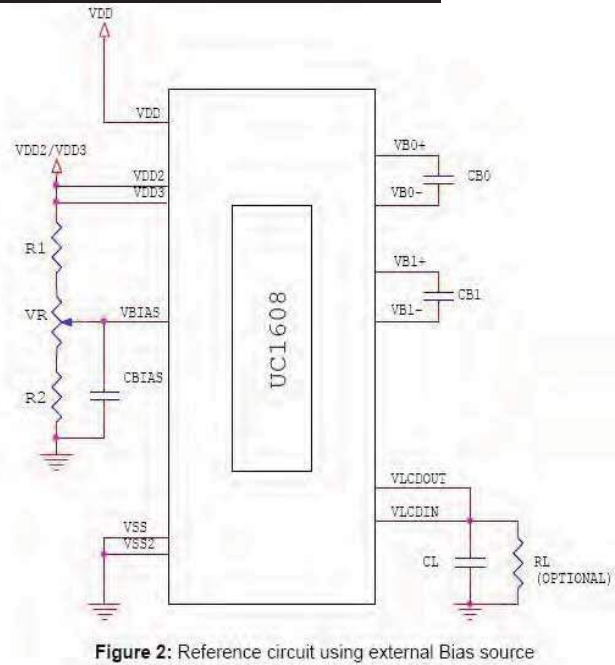 VDD
VDD
VDD2/VDD3
VDD2
VDD3
R1
VR
VBIAS
CBIAS
R2
VSS
VSS2
UC1608
VB0+
CB0
VB0-
VB1+
CB1
VB1-
VLCDOUT
VLCDIN
CL
RL
(OPTIONAL)
Figure 2: Reference circuit using external Bias source